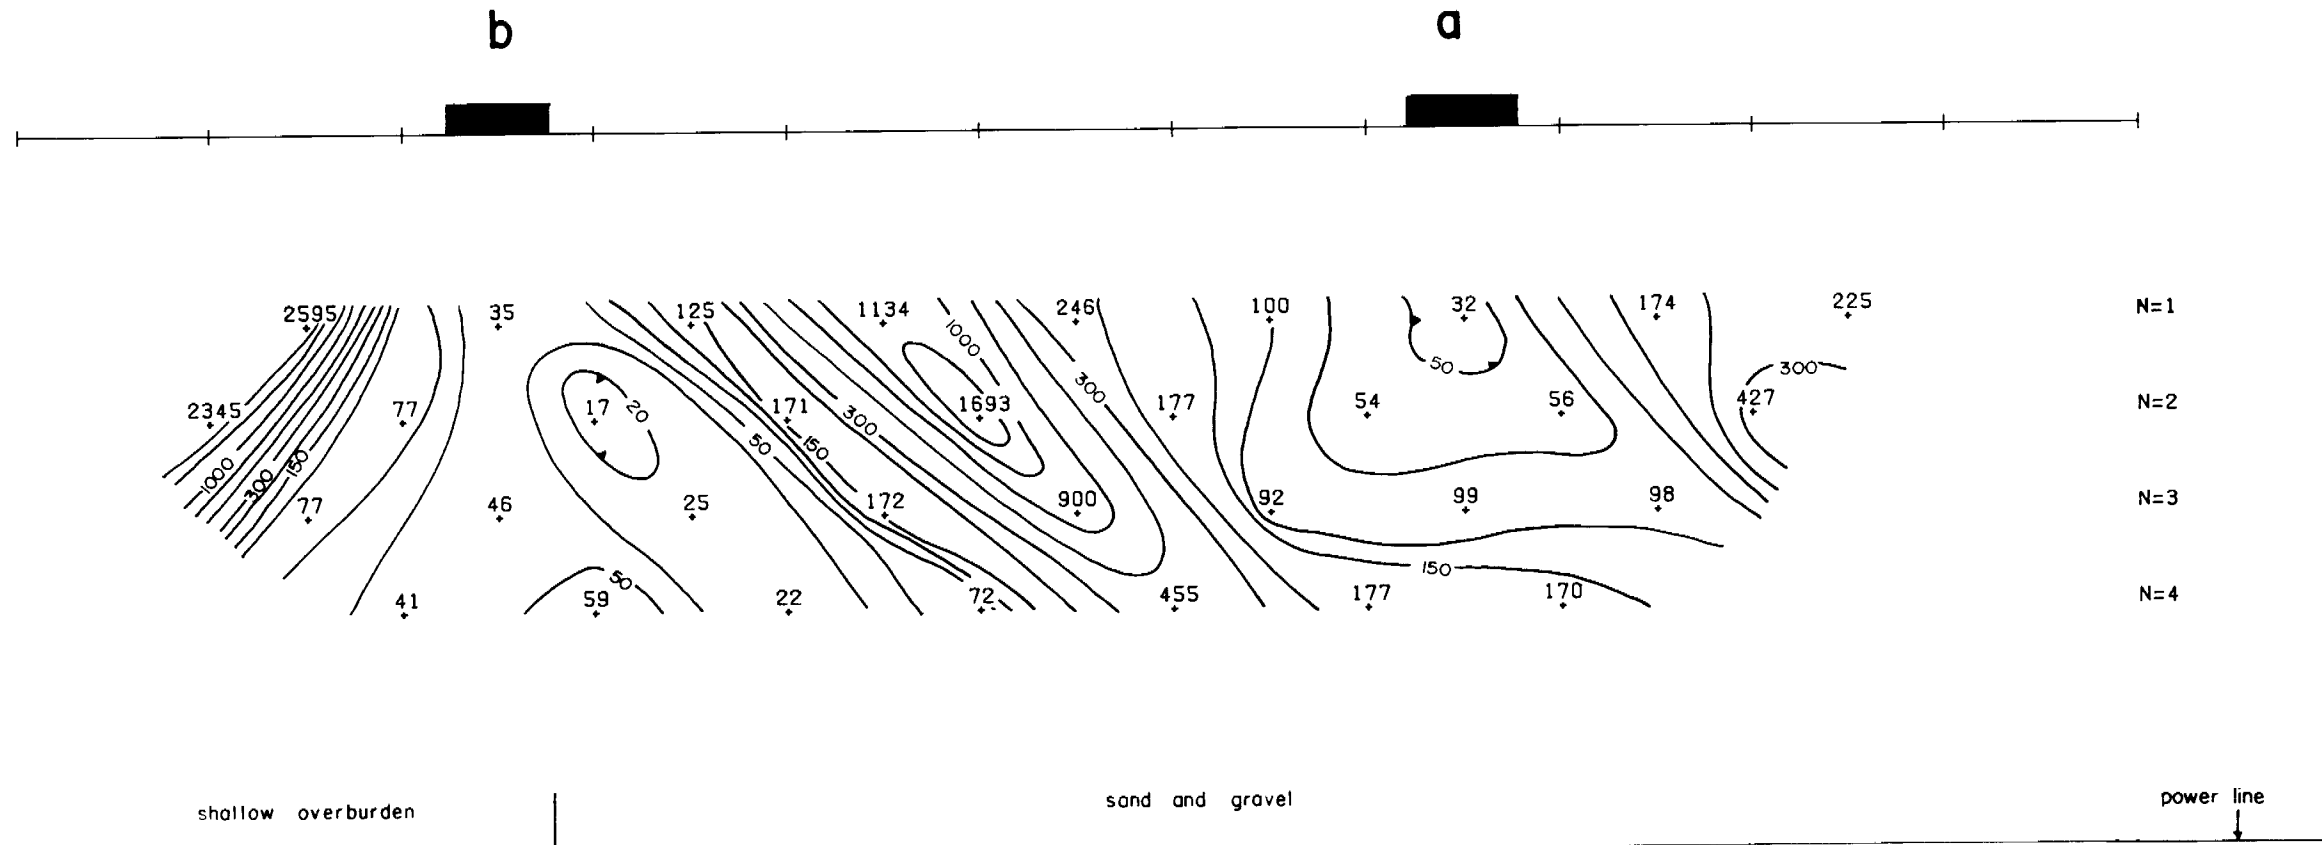 b a
2595 35 125 1134 246 100 32 174 225 N=1
1000
50
300
300
2345 77 17 20 171 1693 177 54 56 427 N=2
300
50 150
1000 300 150
77 46 25 172 900 92 99 98 N=3
50 150
41 59 22 72 455 177 170 N=4
shallow overburden sand and gravel power line